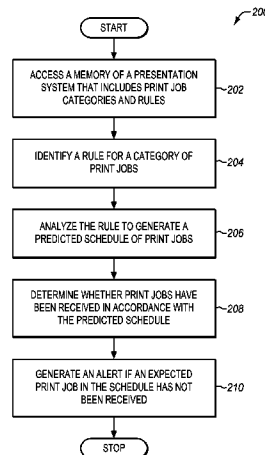 200
START
ACCESS A MEMORY OF A PRESENTATION
SYSTEM THAT INCLUDES PRINT JOB
CATEGORIES AND RULES
202
IDENTIFY A RULE FOR A CATEGORY OF
PRINT JOBS
204
ANALYZE THE RULE TO GENERATE A
PREDICTED SCHEDULE OF PRINT JOBS
206
DETERMINE WHETHER PRINT JOBS HAVE
BEEN RECEIVED IN ACCORDANCE WITH
THE PREDICTED SCHEDULE
208
GENERATE AN ALERT IF AN EXPECTED
PRINT JOB IN THE SCHEDULE HAS NOT
BEEN RECEIVED
210
STOP